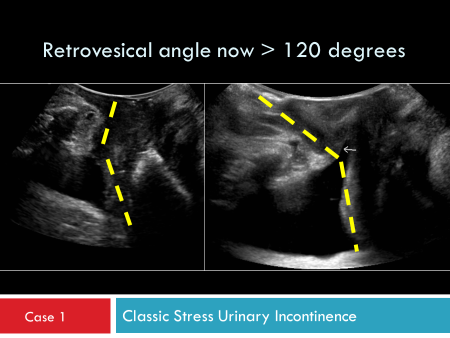 Retrovesical angle now > 120 degrees
Case 1
Classic Stress Urinary Incontinence